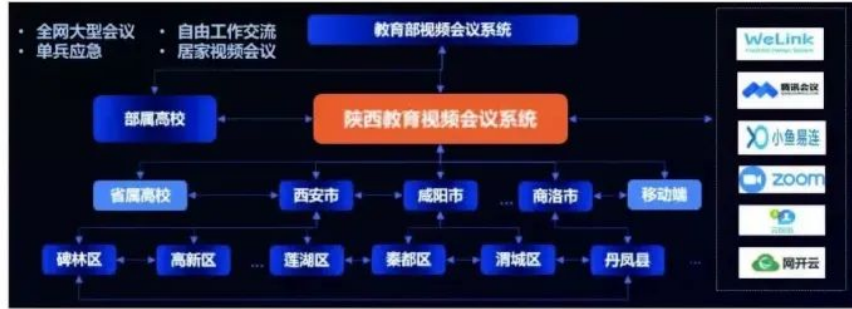 • 全网大型会议 • 自由工作交流
• 单兵应急 • 居家视频会议
教育部视频会议系统
WeLink
腾讯会议
部属高校
陕西教育视频会议系统
小鱼易连
zoom
省属高校
西安市
咸阳市
...
商洛市
移动端
碑林区
高新区
...
莲湖区
秦都区
渭城区
丹凤县
...
网开云